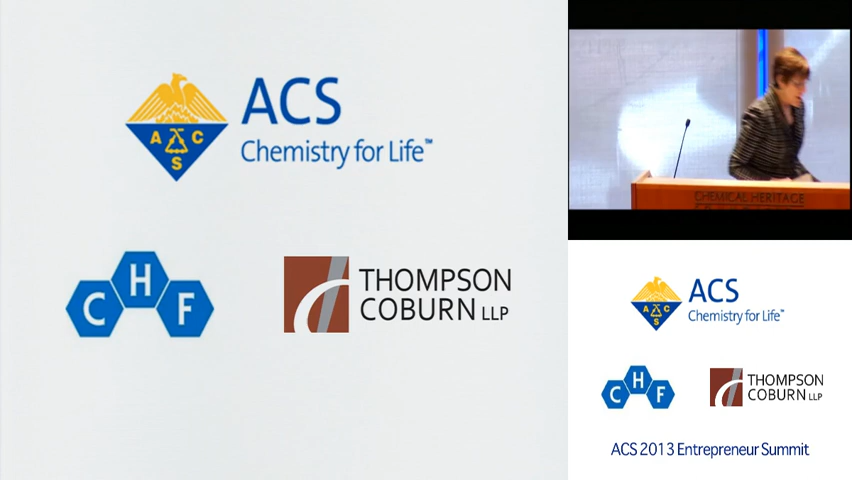 ACS
Chemistry for Life™
A C S
C H F
THOMPSON
COBURN LLP
CHEMICAL HERITAGE
ACS
Chemistry for Life™
A C S
C H F
THOMPSON
COBURN LLP
ACS 2013 Entrepreneur Summit